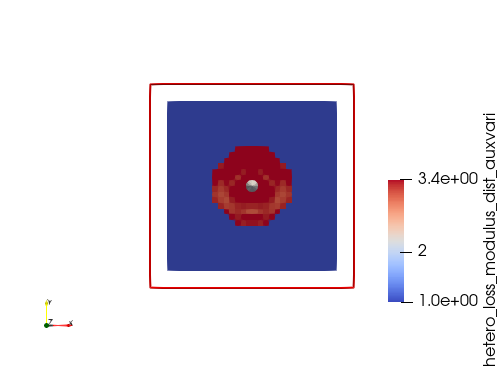 3.4e+00
2
1.0e+00
hetero_loss_modulus_dist_auxvari
Y
Z
X